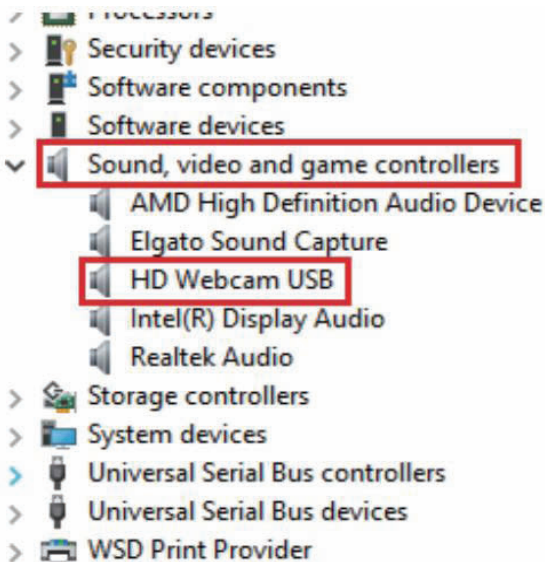 Processors
Security devices
Software components
Software devices
Sound, video and game controllers
AMD High Definition Audio Device
Elgato Sound Capture
HD Webcam USB
Intel(R) Display Audio
Realtek Audio
Storage controllers
System devices
Universal Serial Bus controllers
Universal Serial Bus devices
WSD Print Provider